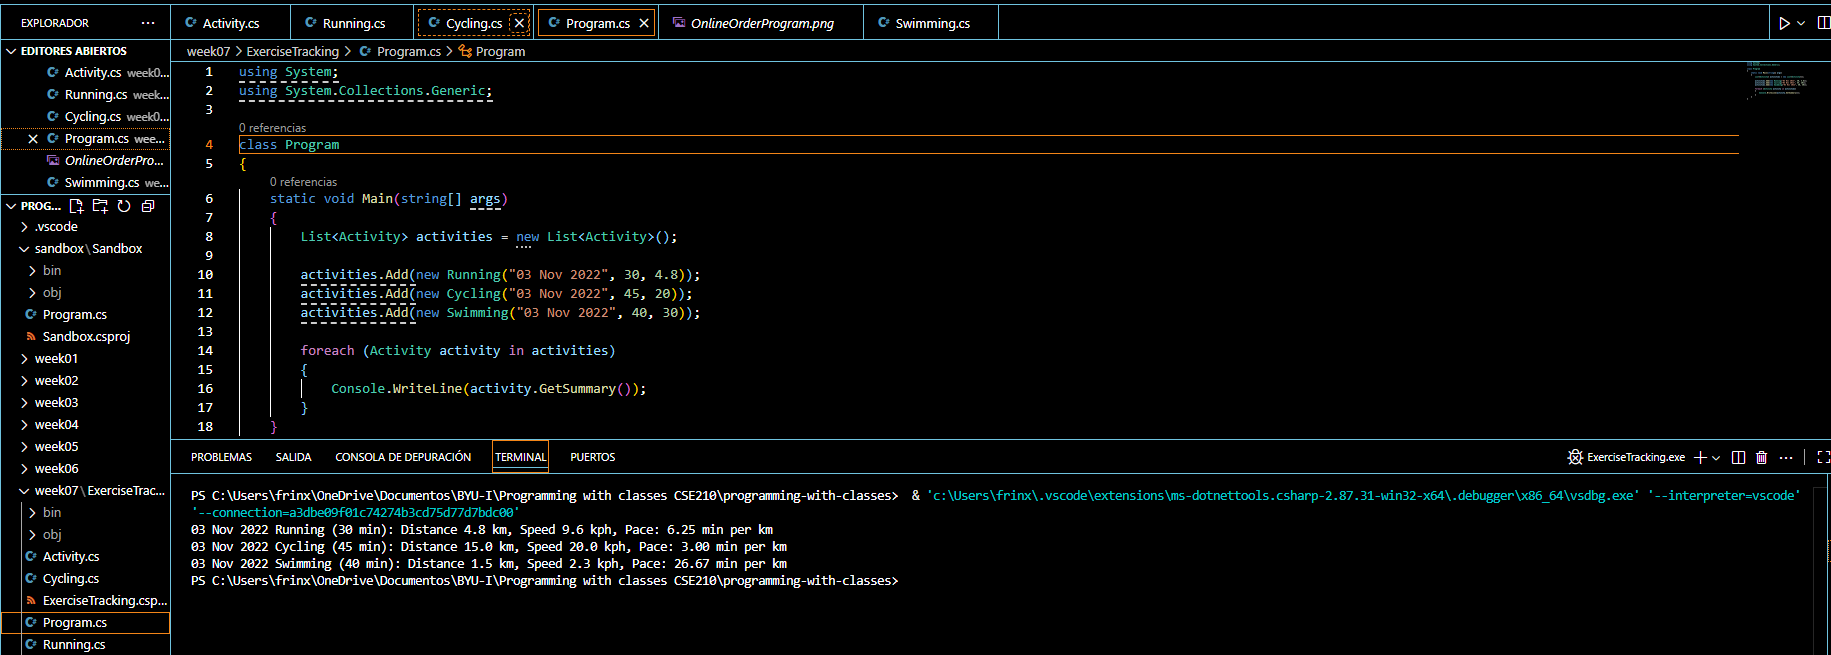 EXPLORADOR ···
Activity.cs Running.cs Cycling.cs Program.cs OnlineOrderProgram.png Swimming.cs
EDITORES ABIERTOS
Activity.cs week0...
Running.cs week...
Cycling.cs week0...
Program.cs wee...
OnlineOrderPro...
Swimming.cs we...
PROG...
.vscode
sandbox\Sandbox
bin
obj
Program.cs
Sandbox.csproj
week01
week02
week03
week04
week05
week06
week07\ExerciseTrac...
bin
obj
Activity.cs
Cycling.cs
ExerciseTracking.csp...
Program.cs
Running.cs
week07 > ExerciseTracking > Program.cs > Program
1 using System;
2 using System.Collections.Generic;
3
0 referencias
4 class Program
5 {
0 referencias
6 static void Main(string[] args)
7 {
8 List<Activity> activities = new List<Activity>();
9
10 activities.Add(new Running("03 Nov 2022", 30, 4.8));
11 activities.Add(new Cycling("03 Nov 2022", 45, 20));
12 activities.Add(new Swimming("03 Nov 2022", 40, 30));
13
14 foreach (Activity activity in activities)
15 {
16 Console.WriteLine(activity.GetSummary());
17 }
18 }
PROBLEMAS SALIDA CONSOLA DE DEPURACIÓN TERMINAL PUERTOS
ExerciseTracking.exe
PS C:\Users\frinx\OneDrive\Documentos\BYU-I\Programming with classes CSE210\programming-with-classes> & 'c:\Users\frinx\.vscode\extensions\ms-dotnettools.csharp-2.87.31-win32-x64\.debugger\x86_64\vsdbg.exe' '--interpreter=vscode'
'--connection=a3dbe09f01c74274b3cd75d77d7bdc00'
03 Nov 2022 Running (30 min): Distance 4.8 km, Speed 9.6 kph, Pace: 6.25 min per km
03 Nov 2022 Cycling (45 min): Distance 15.0 km, Speed 20.0 kph, Pace: 3.00 min per km
03 Nov 2022 Swimming (40 min): Distance 1.5 km, Speed 2.3 kph, Pace: 26.67 min per km
PS C:\Users\frinx\OneDrive\Documentos\BYU-I\Programming with classes CSE210\programming-with-classes>